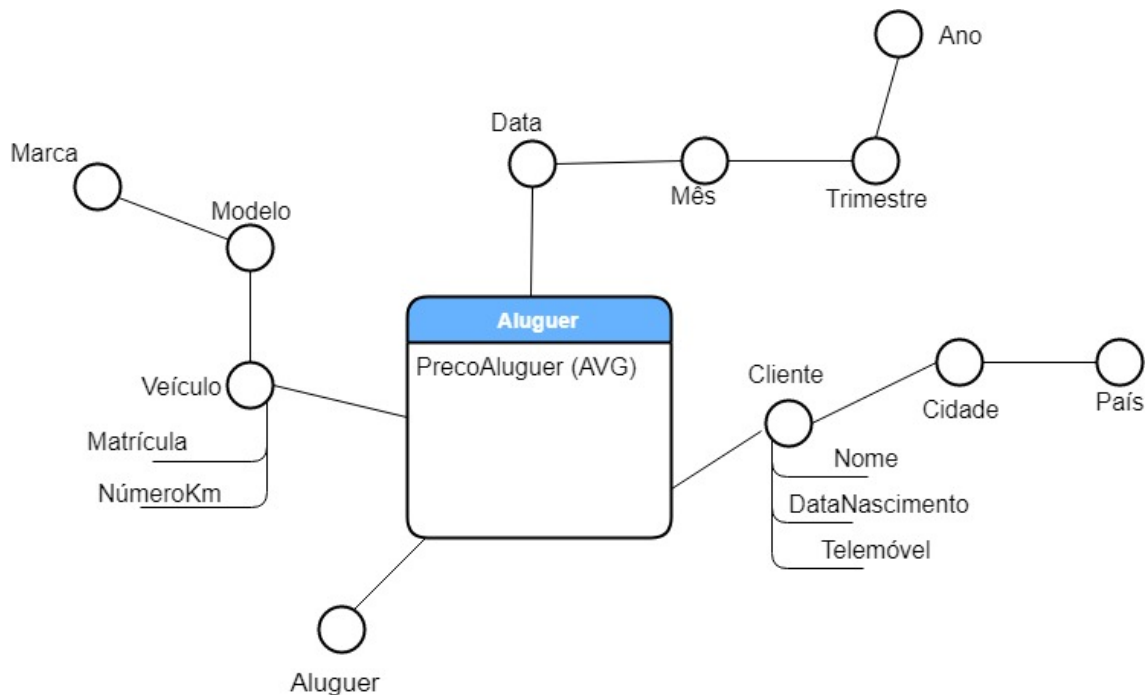 Ano
Data
Marca
Mês
Trimestre
Modelo
Aluguer
PrecoAluguer (AVG)
Cliente
Veículo
Cidade
País
Matrícula
Nome
NúmeroKm
DataNascimento
Telemóvel
Aluguer